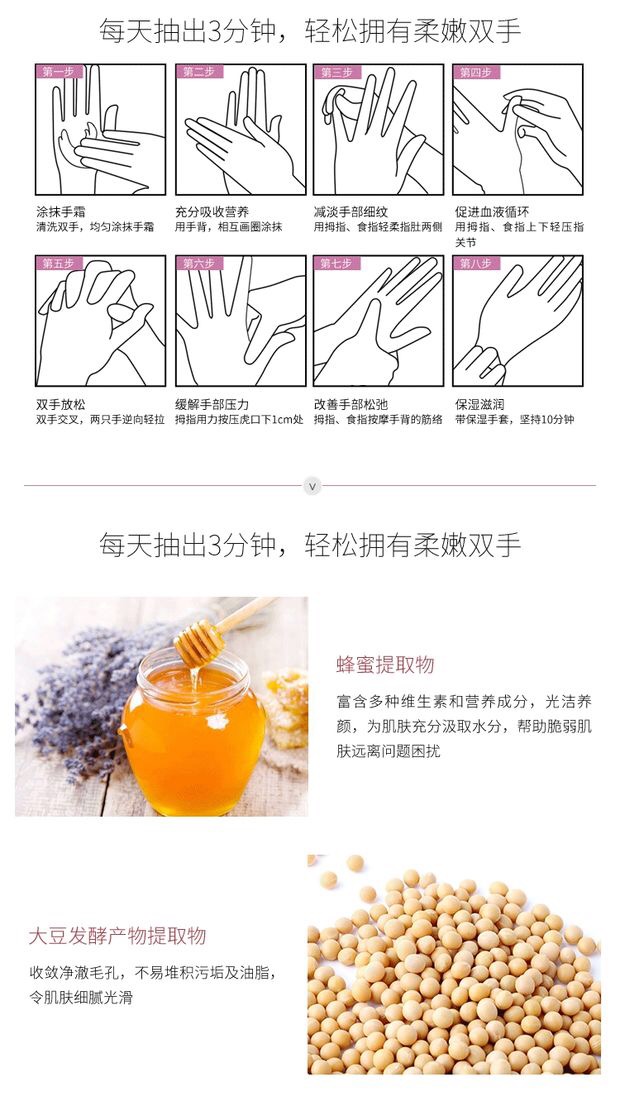 每天抽出3分钟，轻松拥有柔嫩双手
第一步
第二步
第三步
第四步
涂抹手霜
清洗双手，均匀涂抹手霜
充分吸收营养
用手背，相互画圈涂抹
减淡手部细纹
用拇指、食指轻柔指肚两侧
促进血液循环
用拇指、食指上下轻压指
关节
第五步
第六步
第七步
第八步
双手放松
双手交叉，两只手逆向轻拉
缓解手部压力
拇指用力按压虎口下1cm处
改善手部松弛
拇指、食指按摩手背的筋络
保湿滋润
带保湿手套，坚持10分钟
V
每天抽出3分钟，轻松拥有柔嫩双手
蜂蜜提取物
富含多种维生素和营养成分，光洁养
颜，为肌肤充分汲取水分，帮助脆弱肌
肤远离问题困扰
大豆发酵产物提取物
收敛净澈毛孔，不易堆积污垢及油脂，
令肌肤细腻光滑